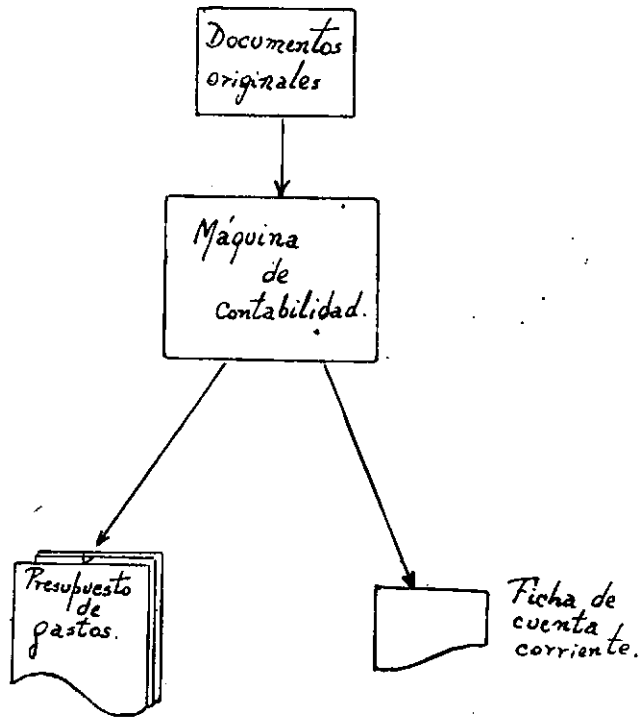 Documentos
originales
Máquina
de
Contabilidad.
Presupuesto
de
gastos.
Ficha de
cuenta
corriente.